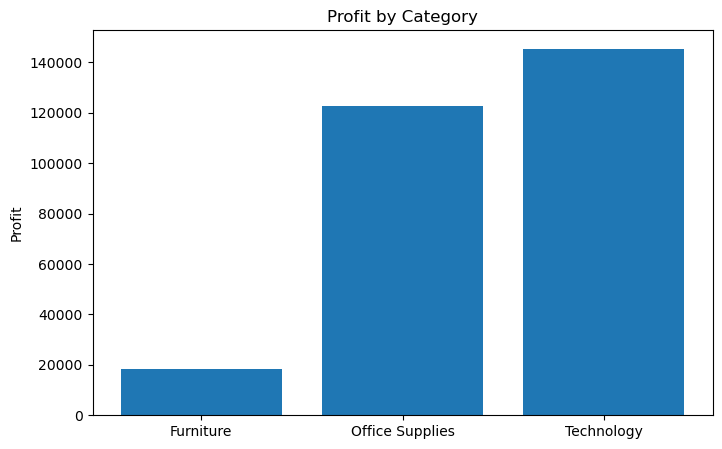 Profit by Category
Profit
140000
120000
100000
80000
60000
40000
20000
0
Furniture
Office Supplies
Technology